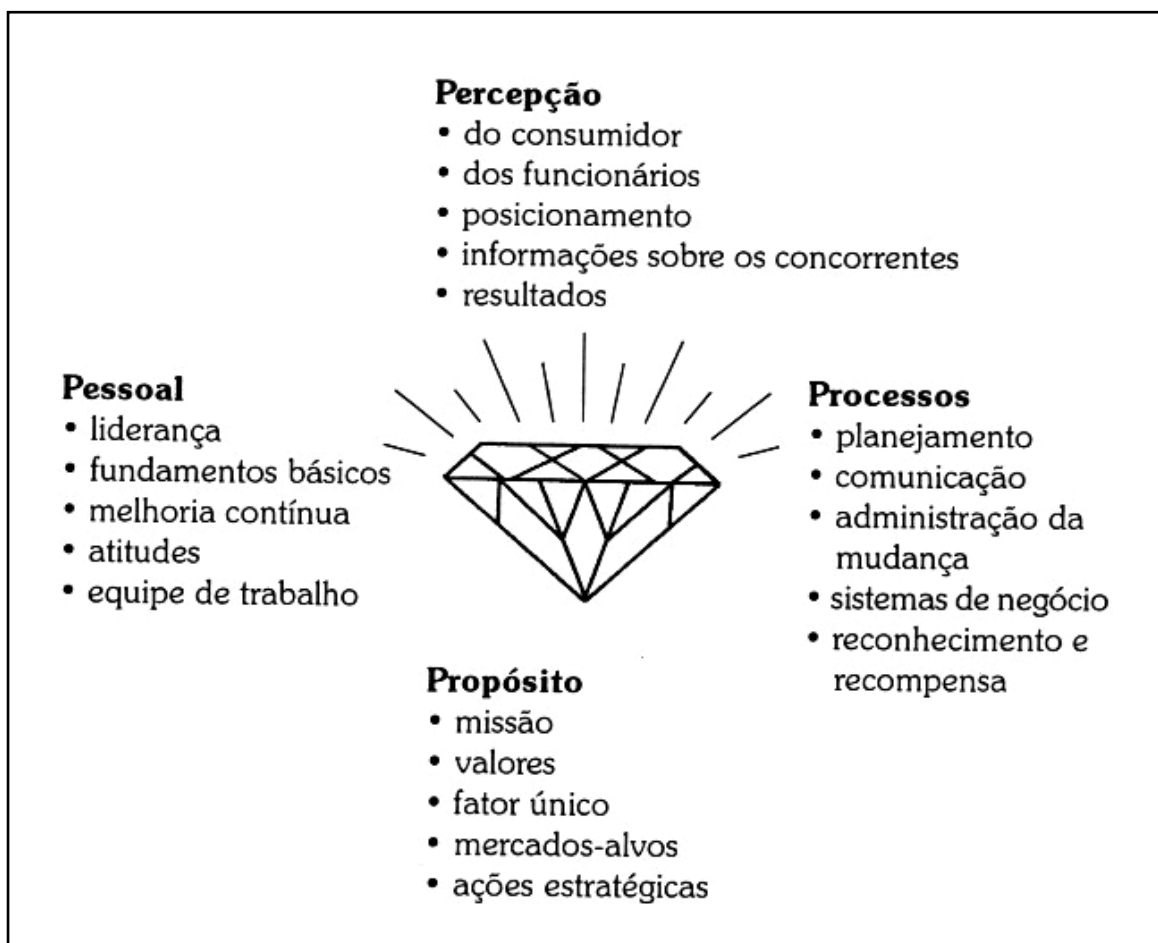 Percepção
• do consumidor
• dos funcionários
• posicionamento
• informações sobre os concorrentes
• resultados
Pessoal
• liderança
• fundamentos básicos
• melhoria contínua
• atitudes
• equipe de trabalho
Processos
• planejamento
• comunicação
• administração da
mudança
• sistemas de negócio
• reconhecimento e
recompensa
Propósito
• missão
• valores
• fator único
• mercados-alvos
• ações estratégicas